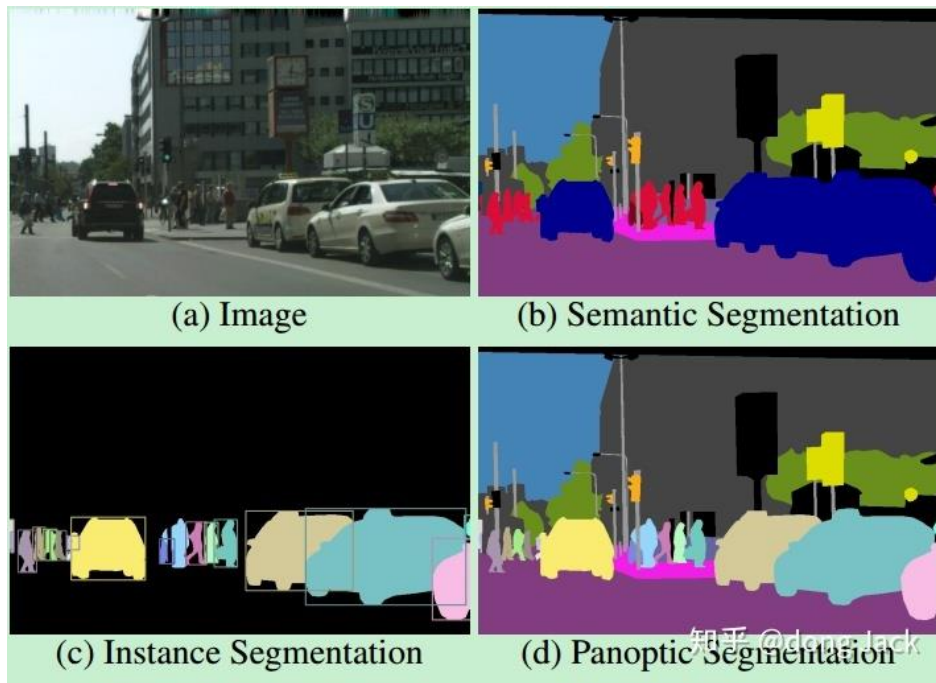 S
U
(a) Image
(b) Semantic Segmentation
(c) Instance Segmentation
(d) Panoptic Segmentation
知乎 @dong Jack